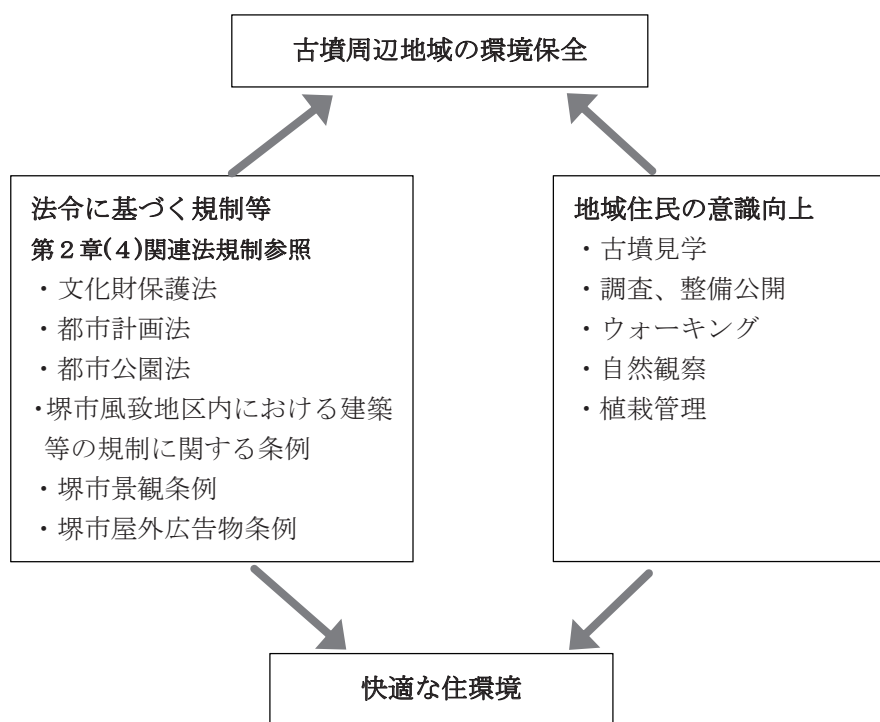 古墳周辺地域の環境保全
法令に基づく規制等
第2章(4)関連法規制参照
・文化財保護法
・都市計画法
・都市公園法
・堺市風致地区内における建築
等の規制に関する条例
・堺市景観条例
・堺市屋外広告物条例
地域住民の意識向上
・古墳見学
・調査、整備公開
・ウォーキング
・自然観察
・植栽管理
快適な住環境